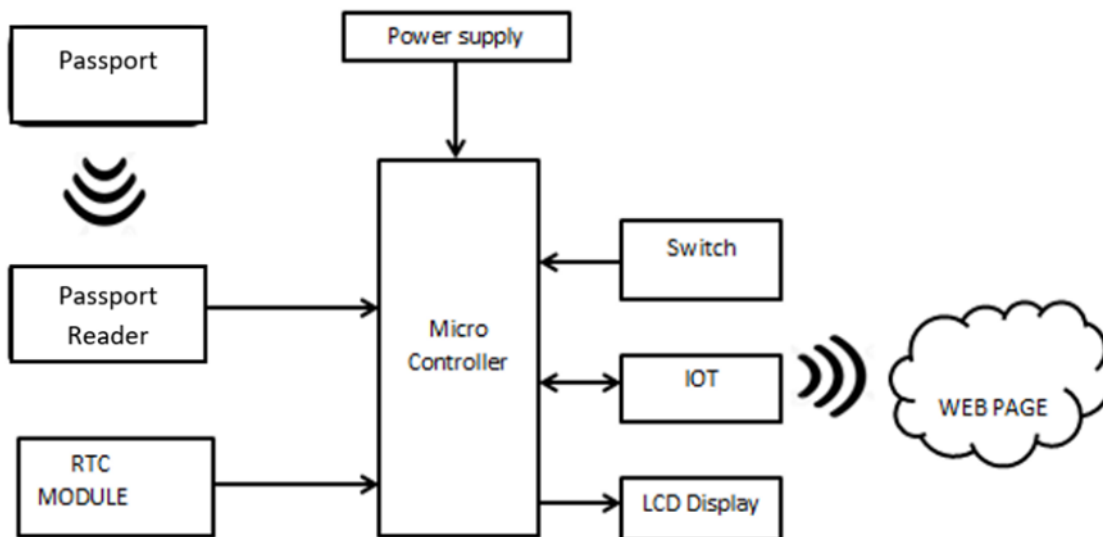 Passport
Power supply
Passport
Reader
Micro
Controller
Switch
IOT
WEB PAGE
RTC
MODULE
LCD Display